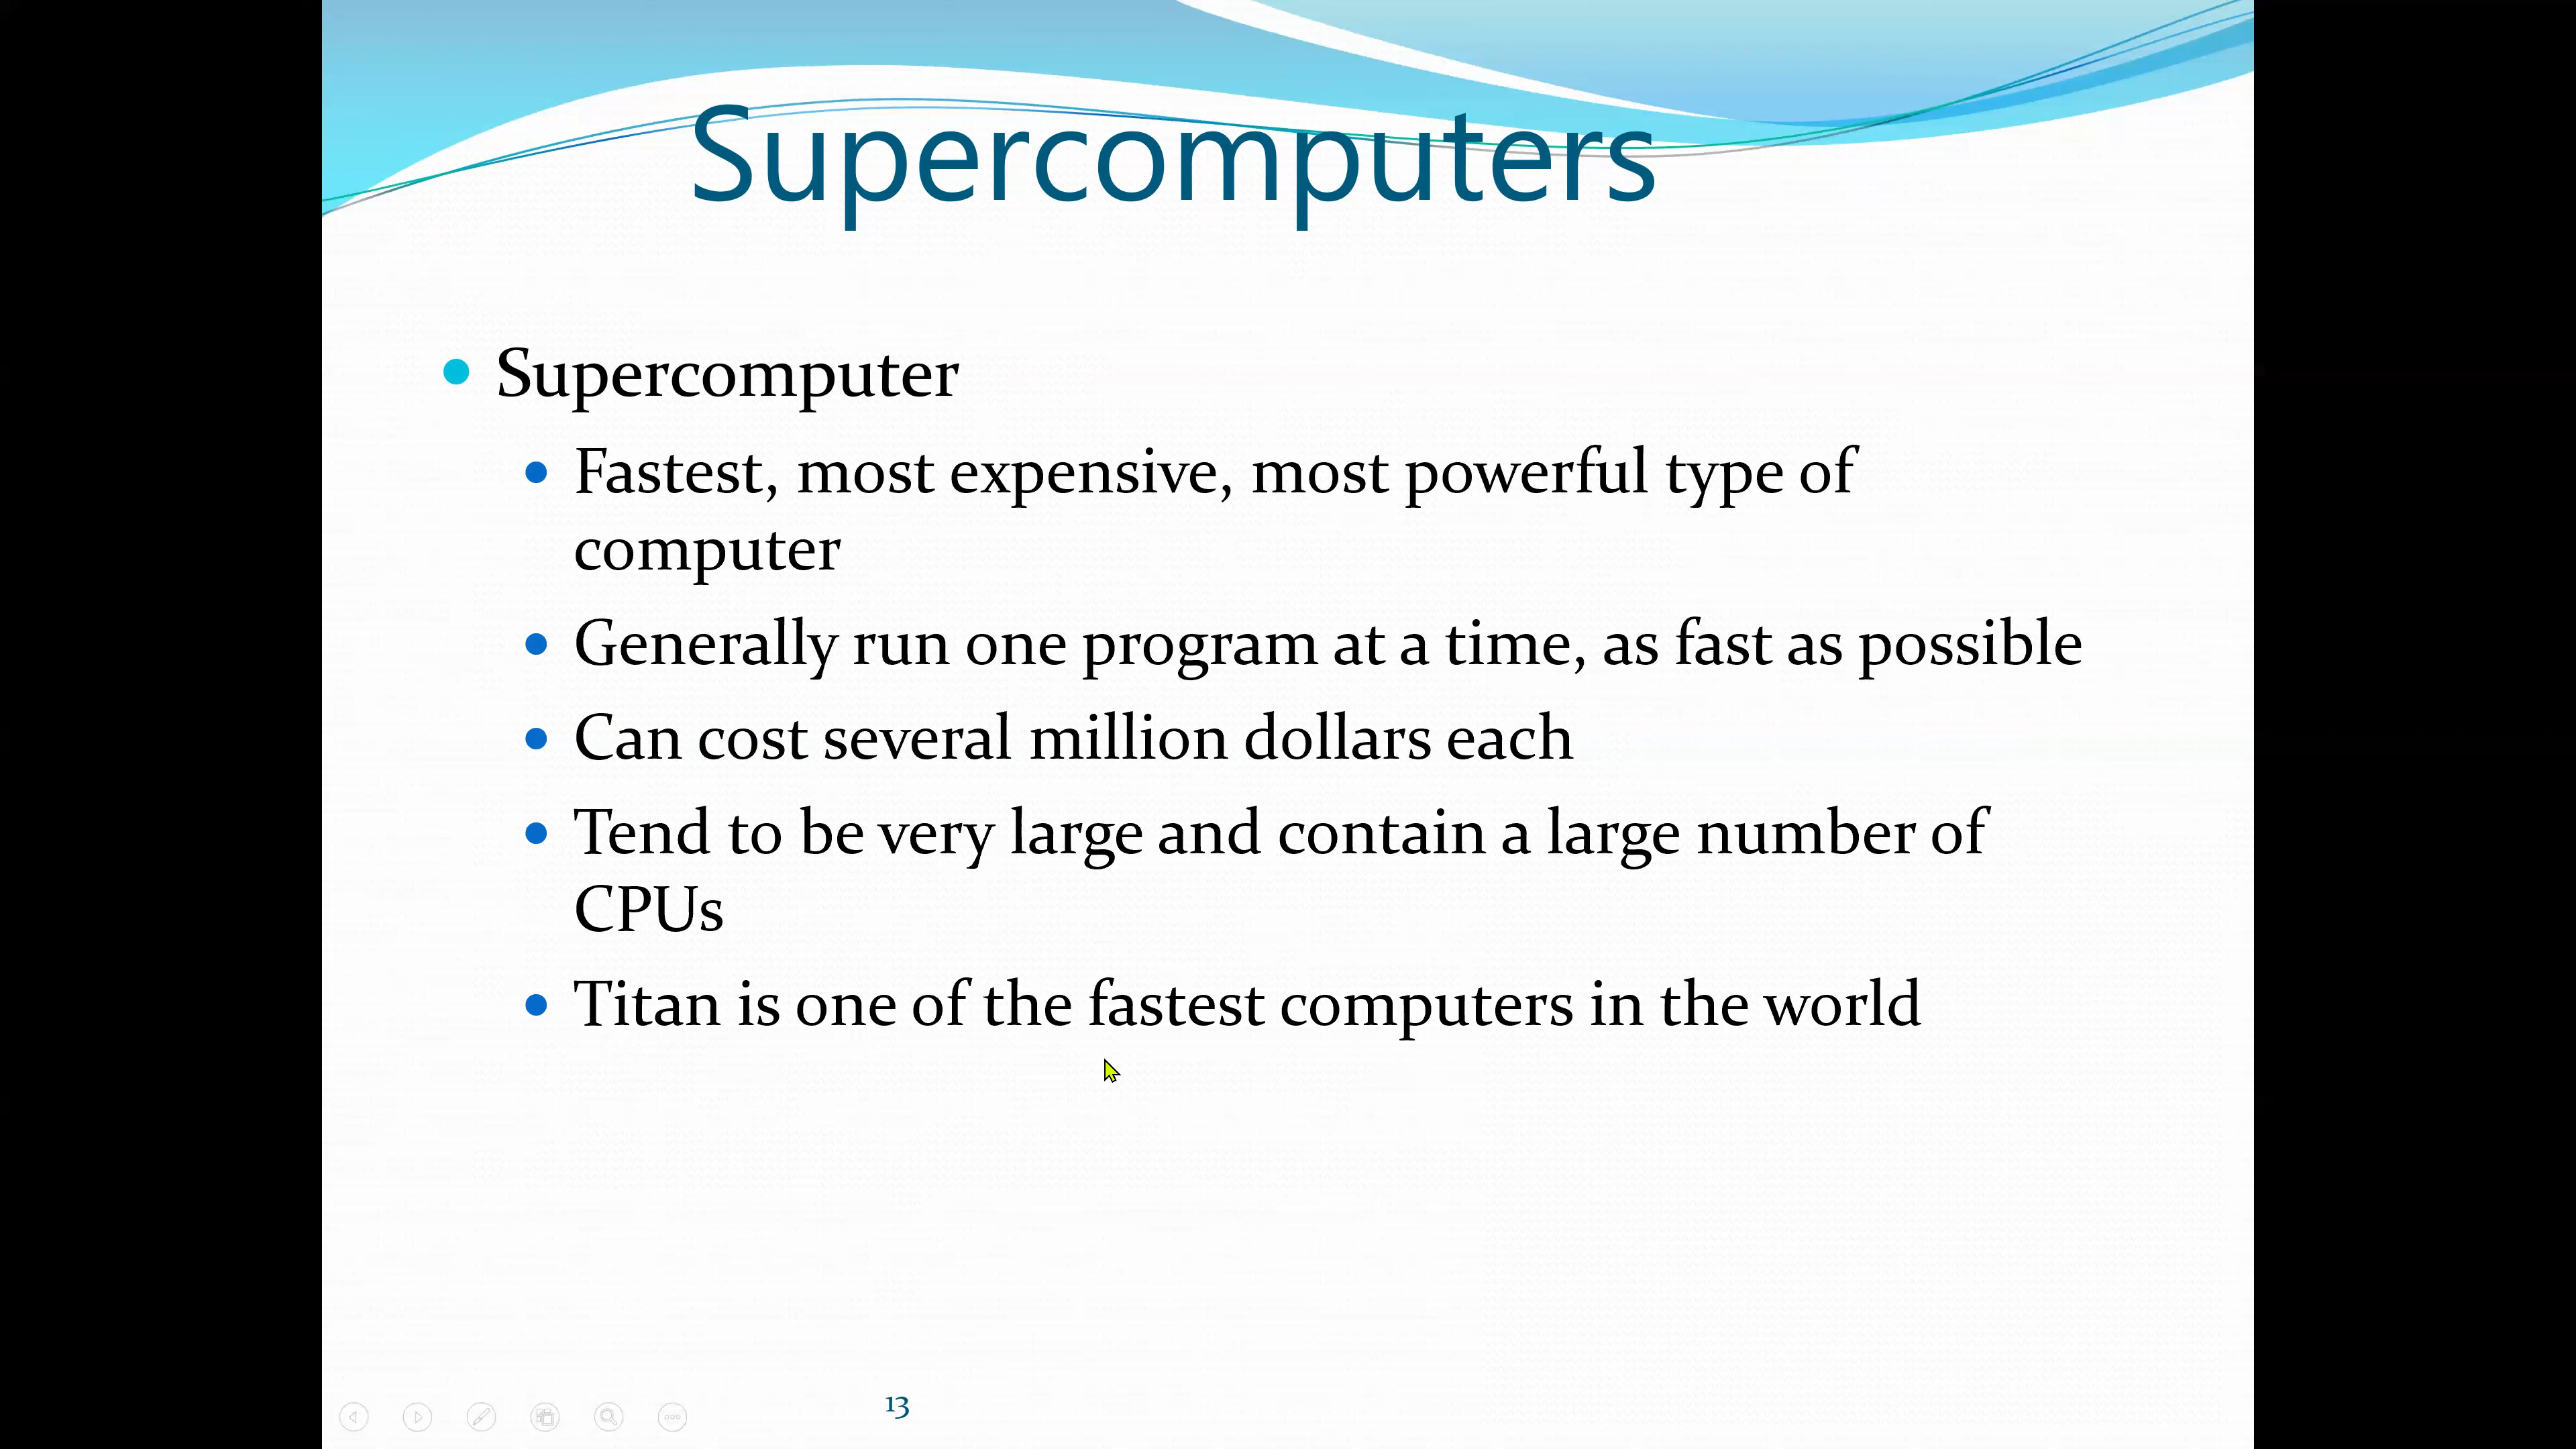 Supercomputers
Supercomputer
Fastest, most expensive, most powerful type of
computer
Generally run one program at a time, as fast as possible
Can cost several million dollars each
Tend to be very large and contain a large number of
CPUs
Titan is one of the fastest computers in the world
13